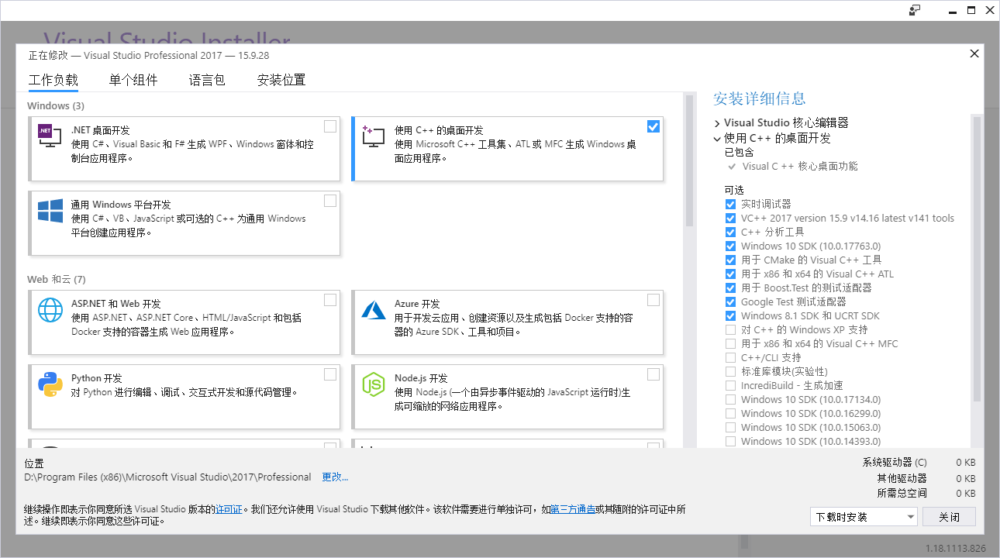 Visual Studio Installer
正在修改 — Visual Studio Professional 2017 — 15.9.28
工作负载 单个组件 语言包 安装位置
Windows (3)
.NET
.NET 桌面开发
使用 C#、Visual Basic 和 F# 生成 WPF、Windows 窗体和控
制台应用程序。
使用 C++ 的桌面开发
使用 Microsoft C++ 工具集、ATL 或 MFC 生成 Windows 桌
面应用程序。
通用 Windows 平台开发
使用 C#、VB、JavaScript 或可选的 C++ 为通用 Windows
平台创建应用程序。
Web 和云 (7)
ASP.NET 和 Web 开发
使用 ASP.NET、ASP.NET Core、HTML/JavaScript 和包括
Docker 支持的容器生成 Web 应用程序。
Azure 开发
用于开发云应用、创建资源以及生成包括 Docker 支持的容
器的 Azure SDK、工具和项目。
Python 开发
对 Python 进行编辑、调试、交互式开发和源代码管理。
JS
Node.js 开发
使用 Node.js (一个由异步事件驱动的 JavaScript 运行时)生
成可缩放的网络应用程序。
安装详细信息
Visual Studio 核心编辑器
使用 C++ 的桌面开发
已包含
Visual C ++ 核心桌面功能
可选
实时调试器
VC++ 2017 version 15.9 v14.16 latest v141 tools
C++ 分析工具
Windows 10 SDK (10.0.17763.0)
用于 CMake 的 Visual C++ 工具
用于 x86 和 x64 的 Visual C++ ATL
用于 Boost.Test 的测试适配器
Google Test 测试适配器
Windows 8.1 SDK 和 UCRT SDK
对 C++ 的 Windows XP 支持
用于 x86 和 x64 的 Visual C++ MFC
C++/CLI 支持
标准库模块(实验性)
IncrediBuild - 生成加速
Windows 10 SDK (10.0.17134.0)
Windows 10 SDK (10.0.16299.0)
Windows 10 SDK (10.0.15063.0)
Windows 10 SDK (10.0.14393.0)
位置
D:\Program Files (x86)\Microsoft Visual Studio\2017\Professional 更改...
继续操作即表示你同意所选 Visual Studio 版本的许可证。我们还允许使用 Visual Studio 下载其他软件。该软件需要进行单独许可，如第三方通告或其随附的许可证中所
述。继续即表示你同意这些许可证。
系统驱动器 (C) 0 KB
其他驱动器 0 KB
所需总空间 0 KB
下载时安装 关闭
1.18.1113.826